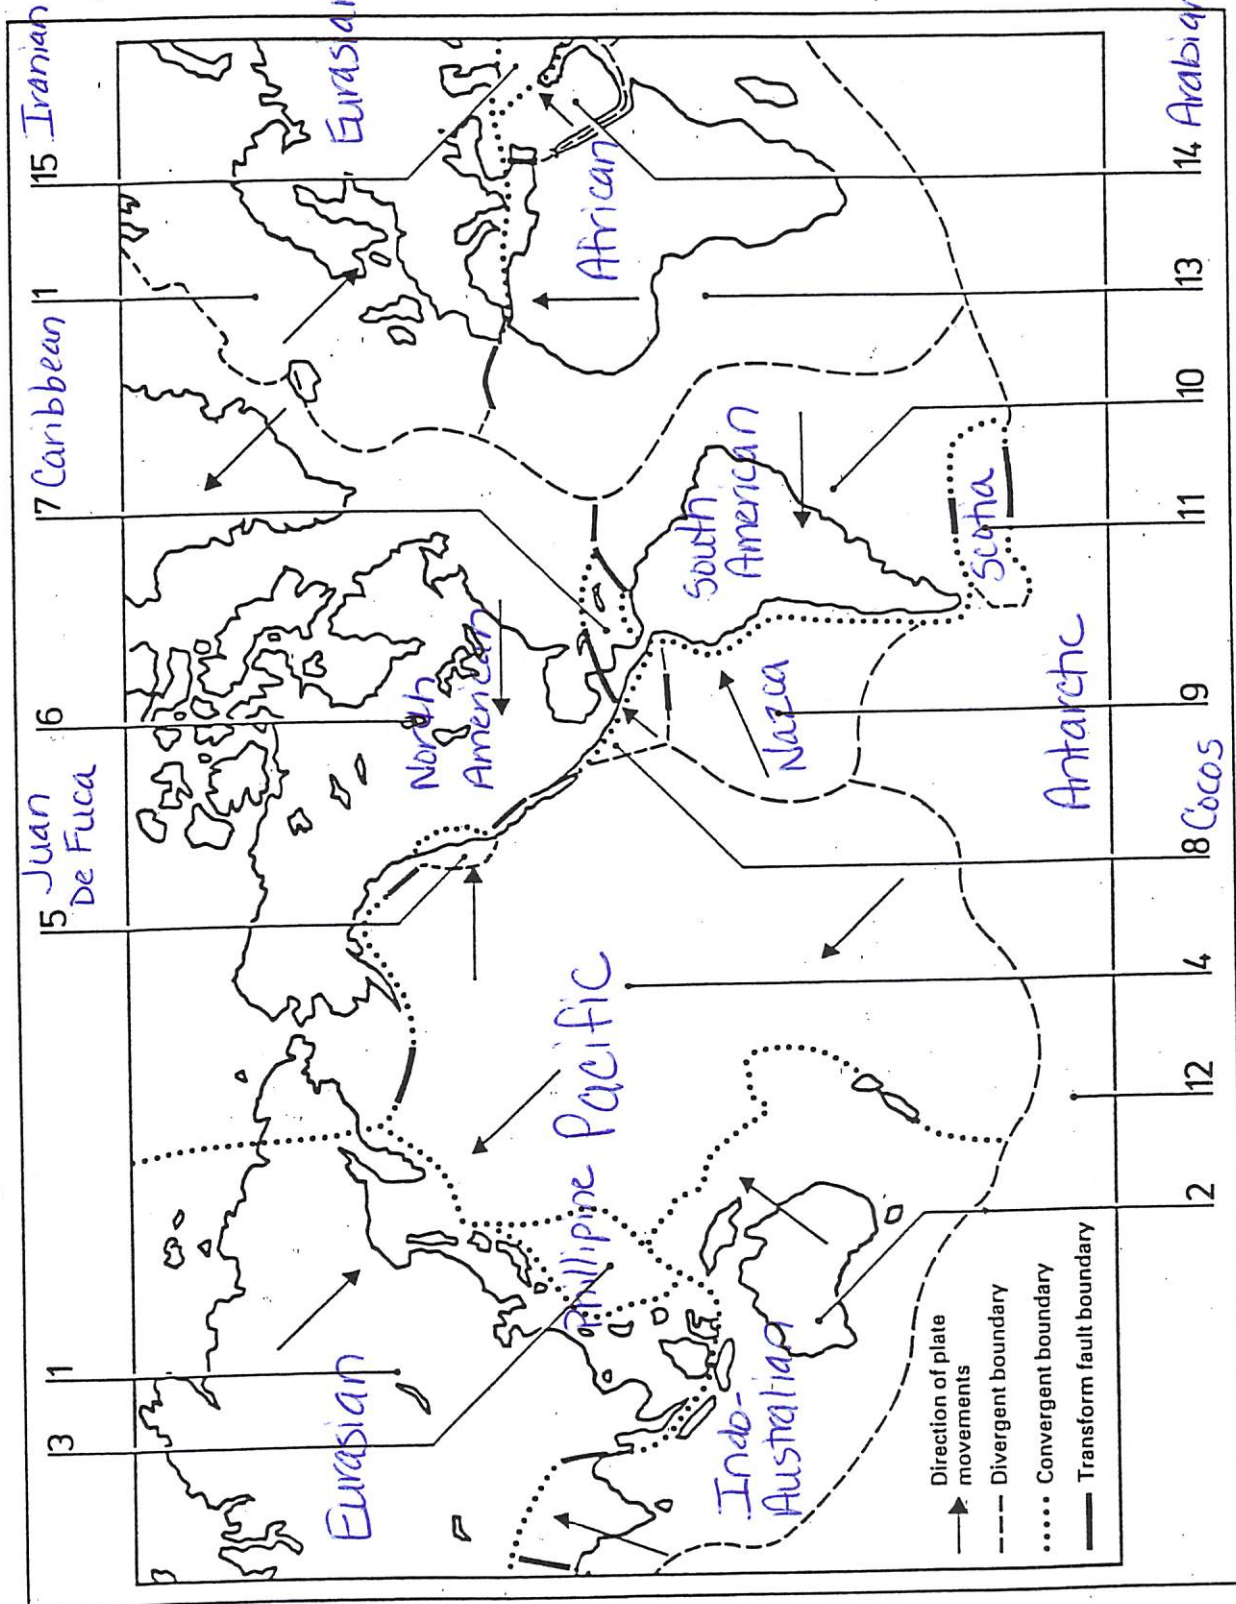 3
1
5 Juan
De Fuca
6
7 Caribbean
1
15 Iranian
Eurasian
North
American
Eurasian
Phillipine
Pacific
African
South
American
Nazca
Indo-
Australian
Scotia
Antarctic
Direction of plate
movements
Divergent boundary
Convergent boundary
Transform fault boundary
2
12
4
8 Cocos
9
11
10
13
14 Arabian